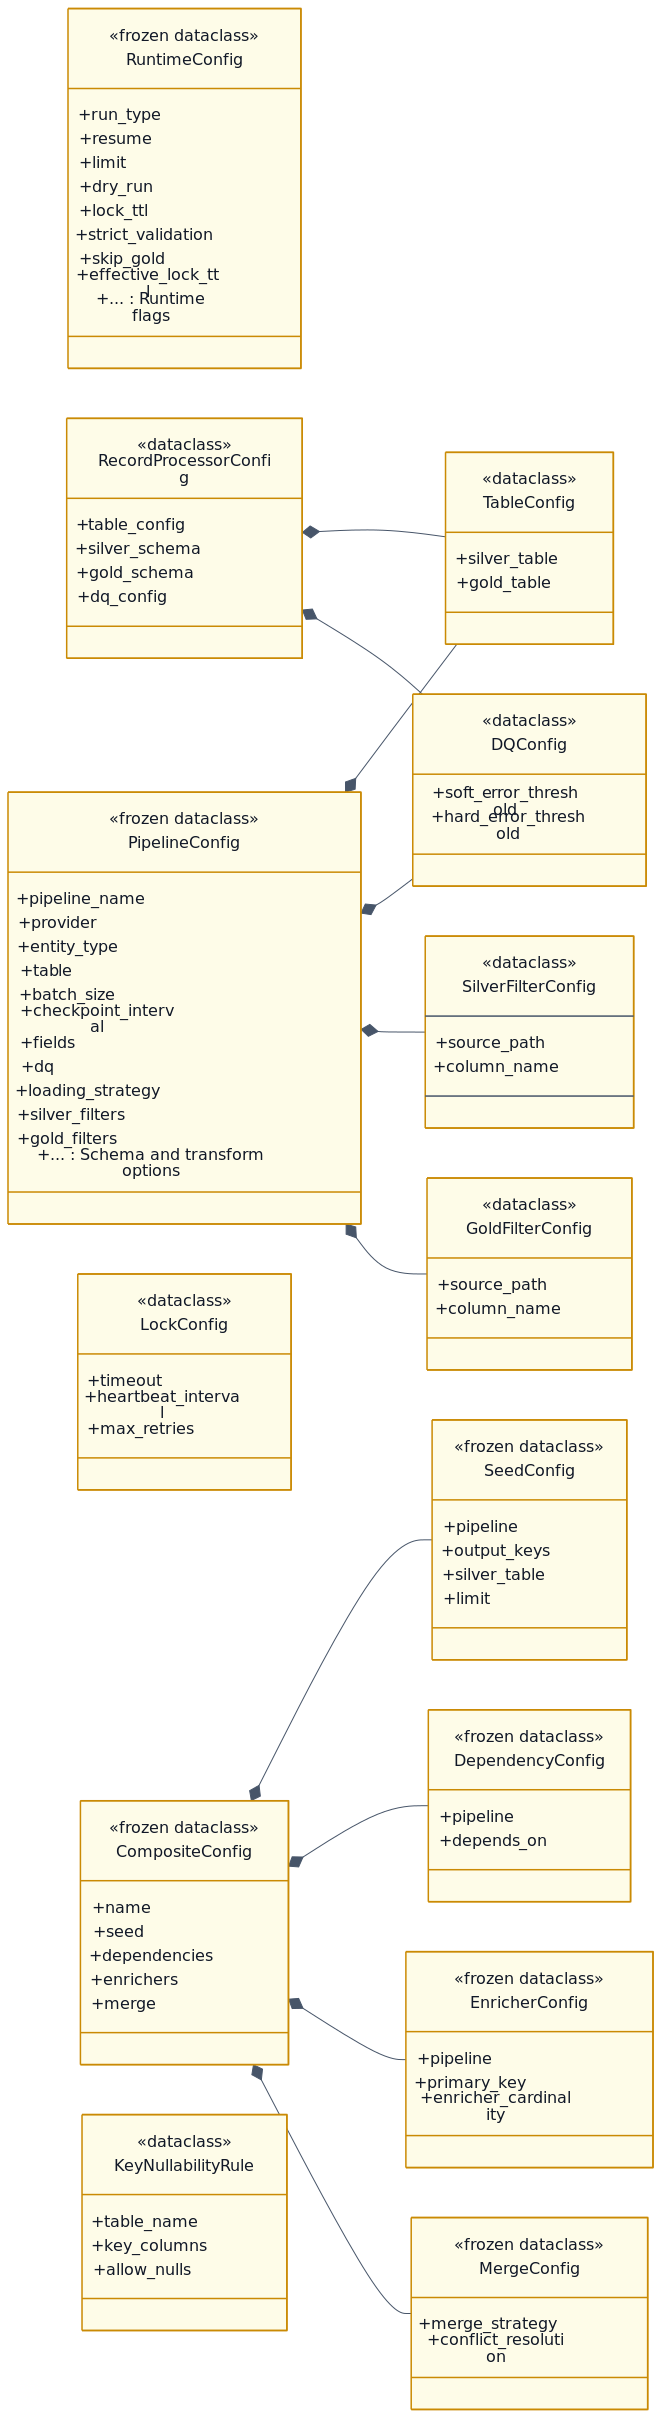 «frozen dataclass»
RuntimeConfig
+run_type
+resume
+limit
+dry_run
+lock_ttl
+strict_validation
+skip_gold
+effective_lock_tt
l
+... : Runtime
flags
«dataclass»
RecordProcessorConfi
g
+table_config
+silver_schema
+gold_schema
+dq_config
«dataclass»
TableConfig
+silver_table
+gold_table
«dataclass»
DQConfig
+soft_error_thresh
old
+hard_error_thresh
old
«frozen dataclass»
PipelineConfig
+pipeline_name
+provider
+entity_type
+table
+batch_size
+checkpoint_interv
al
+fields
+dq
+loading_strategy
+silver_filters
+gold_filters
+... : Schema and transform
options
«dataclass»
SilverFilterConfig
+source_path
+column_name
«dataclass»
GoldFilterConfig
+source_path
+column_name
«dataclass»
LockConfig
+timeout
+heartbeat_interva
l
+max_retries
«frozen dataclass»
SeedConfig
+pipeline
+output_keys
+silver_table
+limit
«frozen dataclass»
DependencyConfig
+pipeline
+depends_on
«frozen dataclass»
CompositeConfig
+name
+seed
+dependencies
+enrichers
+merge
«frozen dataclass»
EnricherConfig
+pipeline
+primary_key
+enricher_cardinal
ity
«dataclass»
KeyNullabilityRule
+table_name
+key_columns
+allow_nulls
«frozen dataclass»
MergeConfig
+merge_strategy
+conflict_resoluti
on